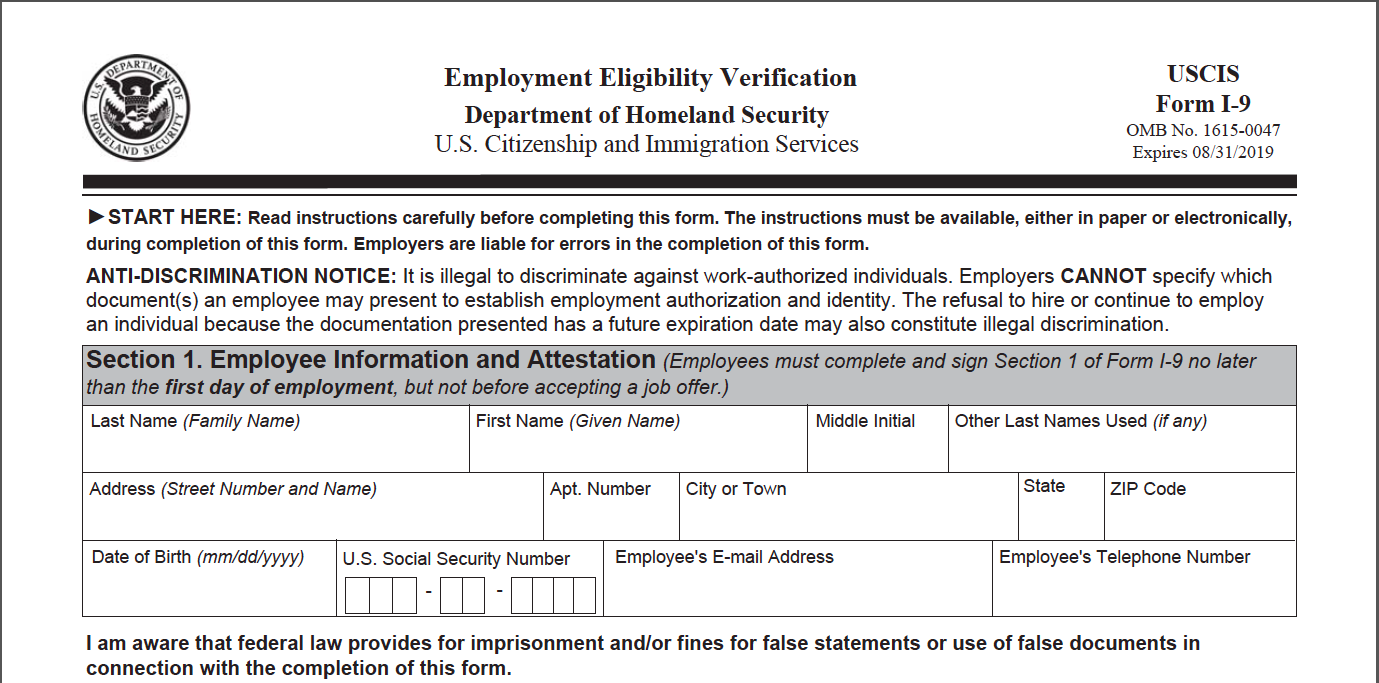 U.S. DEPARTMENT OF HOMELAND SECURITY
Employment Eligibility Verification
Department of Homeland Security
U.S. Citizenship and Immigration Services
USCIS
Form I-9
OMB No. 1615-0047
Expires 08/31/2019
►START HERE: Read instructions carefully before completing this form. The instructions must be available, either in paper or electronically,
during completion of this form. Employers are liable for errors in the completion of this form.
ANTI-DISCRIMINATION NOTICE: It is illegal to discriminate against work-authorized individuals. Employers CANNOT specify which
document(s) an employee may present to establish employment authorization and identity. The refusal to hire or continue to employ
an individual because the documentation presented has a future expiration date may also constitute illegal discrimination.
Section 1. Employee Information and Attestation (Employees must complete and sign Section 1 of Form I-9 no later
than the first day of employment, but not before accepting a job offer.)
Last Name (Family Name) First Name (Given Name) Middle Initial Other Last Names Used (if any)
Address (Street Number and Name) Apt. Number City or Town State ZIP Code
Date of Birth (mm/dd/yyyy) U.S. Social Security Number Employee's E-mail Address Employee's Telephone Number
- -
I am aware that federal law provides for imprisonment and/or fines for false statements or use of false documents in
connection with the completion of this form.